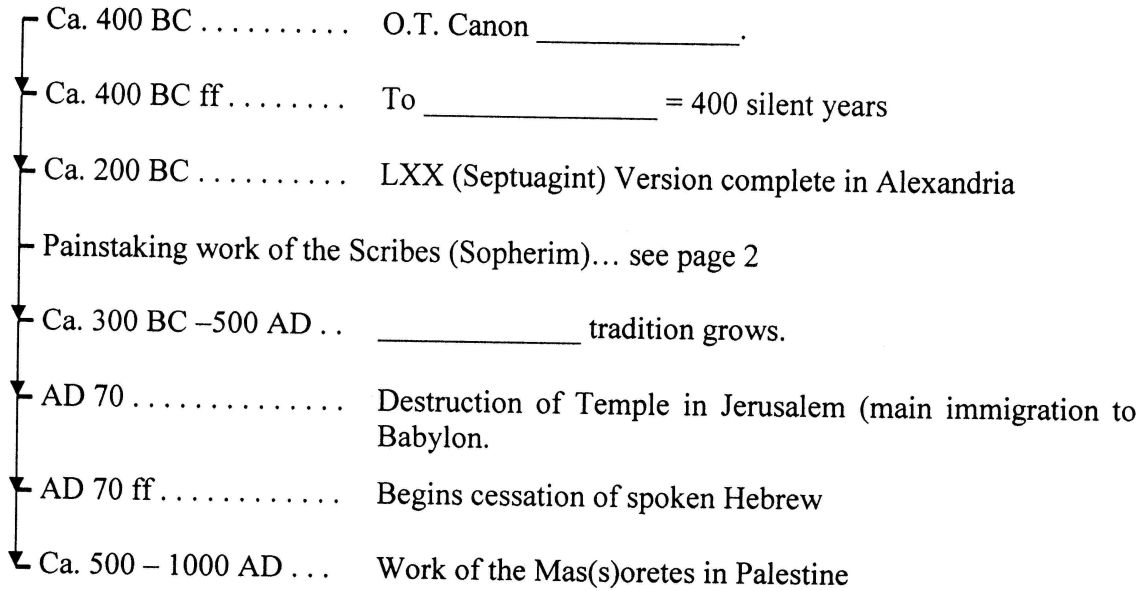 Ca. 400 BC . . . . . . . . . . O.T. Canon _______________.
Ca. 400 BC ff . . . . . . . . To _________________ = 400 silent years
Ca. 200 BC . . . . . . . . . . LXX (Septuagint) Version complete in Alexandria
Painstaking work of the Scribes (Sopherim)… see page 2
Ca. 300 BC –500 AD . . _______________ tradition grows.
AD 70 . . . . . . . . . . . . . . Destruction of Temple in Jerusalem (main immigration to
Babylon.
AD 70 ff . . . . . . . . . . . . Begins cessation of spoken Hebrew
Ca. 500 – 1000 AD . . . Work of the Mas(s)oretes in Palestine